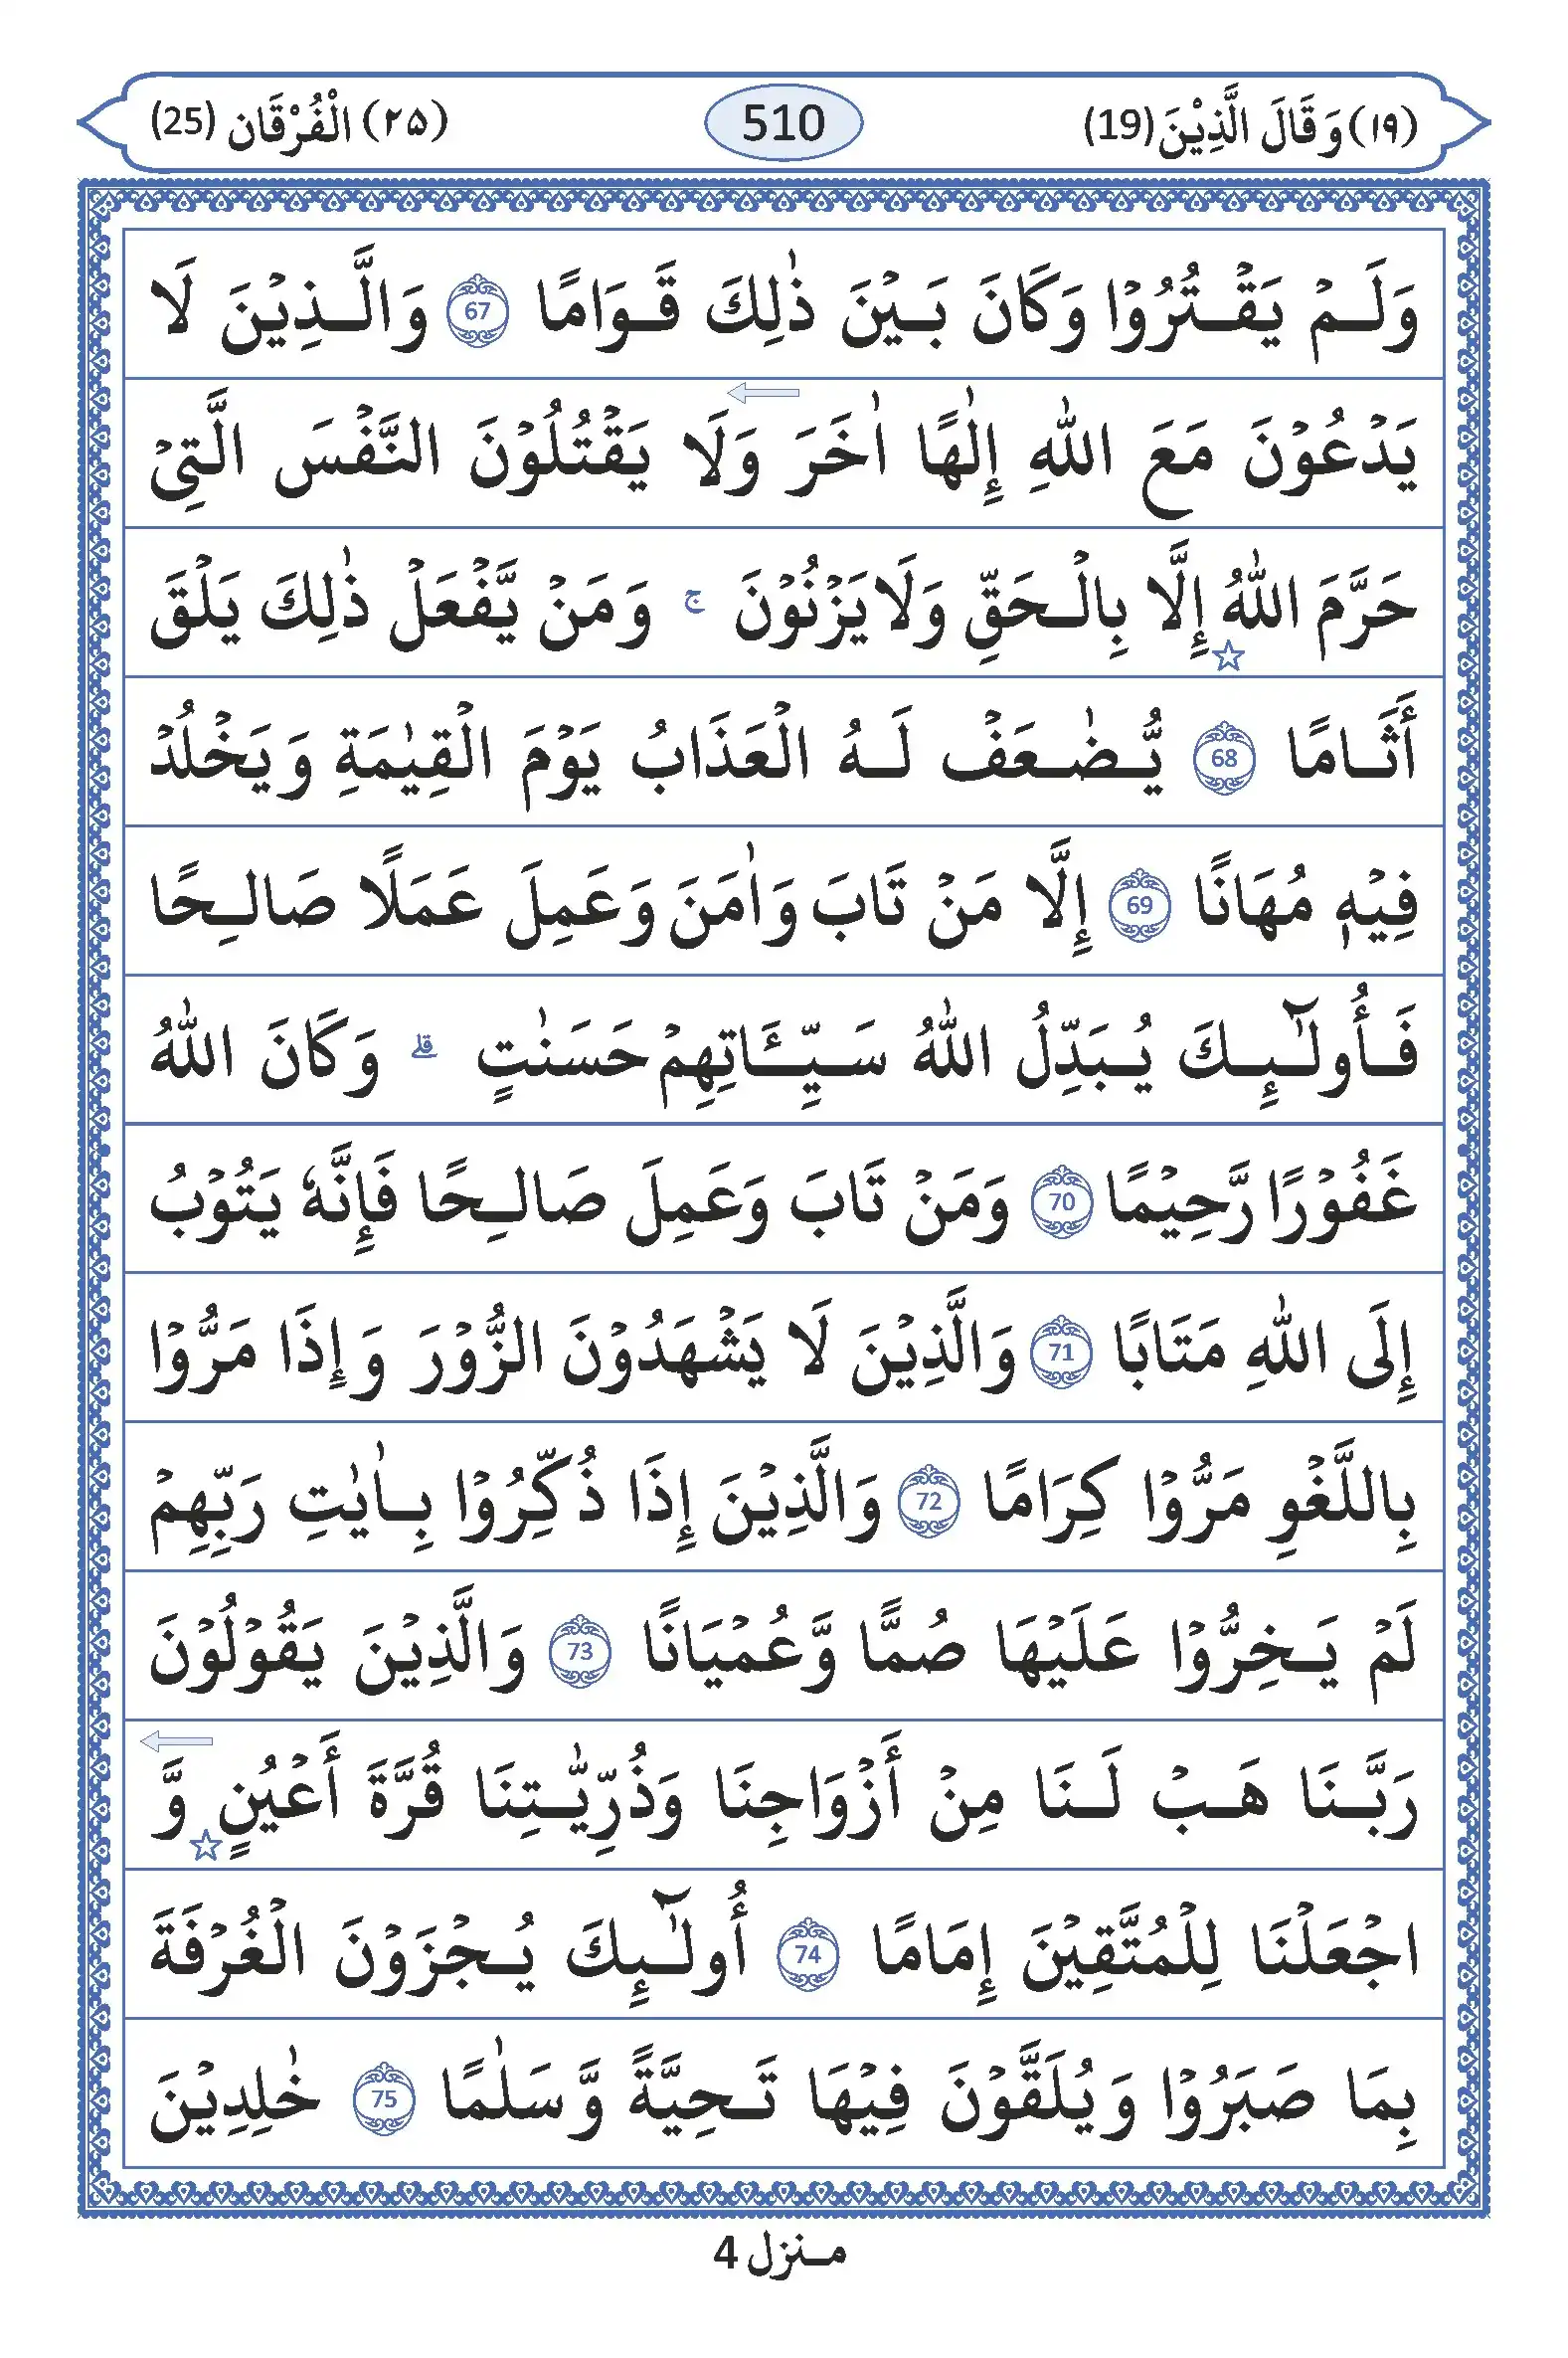 (١٩) وَقَالَ الَّذِيْنَ (19) 510 (٢٥) الْفُرْقَان (25)
وَلَمْ يَقْتُرُوْا وَكَانَ بَيْنَ ذٰلِكَ قَوَامًا 67 وَالَّذِيْنَ لَا
يَدْعُوْنَ مَعَ اللّٰهِ إِلٰهًا اٰخَرَ وَلَا يَقْتُلُوْنَ النَّفْسَ الَّتِيْ
حَرَّمَ اللّٰهُ إِلَّا بِالْحَقِّ وَلَا يَزْنُوْنَ ۚ وَمَنْ يَّفْعَلْ ذٰلِكَ يَلْقَ
أَثَامًا 68 يُّضٰعَفْ لَهُ الْعَذَابُ يَوْمَ الْقِيٰمَةِ وَيَخْلُدْ
فِيْهٖ مُهَانًا 69 إِلَّا مَنْ تَابَ وَاٰمَنَ وَعَمِلَ عَمَلًا صَالِحًا
فَأُولٰٓئِكَ يُبَدِّلُ اللّٰهُ سَيِّئَاتِهِمْ حَسَنٰتٍ ۗ وَكَانَ اللّٰهُ
غَفُوْرًا رَّحِيْمًا 70 وَمَنْ تَابَ وَعَمِلَ صَالِحًا فَإِنَّهٗ يَتُوْبُ
إِلَى اللّٰهِ مَتَابًا 71 وَالَّذِيْنَ لَا يَشْهَدُوْنَ الزُّوْرَ وَإِذَا مَرُّوْا
بِاللَّغْوِ مَرُّوْا كِرَامًا 72 وَالَّذِيْنَ إِذَا ذُكِّرُوْا بِاٰيٰتِ رَبِّهِمْ
لَمْ يَخِرُّوْا عَلَيْهَا صُمًّا وَّعُمْيَانًا 73 وَالَّذِيْنَ يَقُوْلُوْنَ
رَبَّنَا هَبْ لَنَا مِنْ أَزْوَاجِنَا وَذُرِّيّٰتِنَا قُرَّةَ أَعْيُنٍ وَّ
اجْعَلْنَا لِلْمُتَّقِيْنَ إِمَامًا 74 أُولٰٓئِكَ يُجْزَوْنَ الْغُرْفَةَ
بِمَا صَبَرُوْا وَيُلَقَّوْنَ فِيْهَا تَحِيَّةً وَّسَلٰمًا 75 خٰلِدِيْنَ
منزل 4